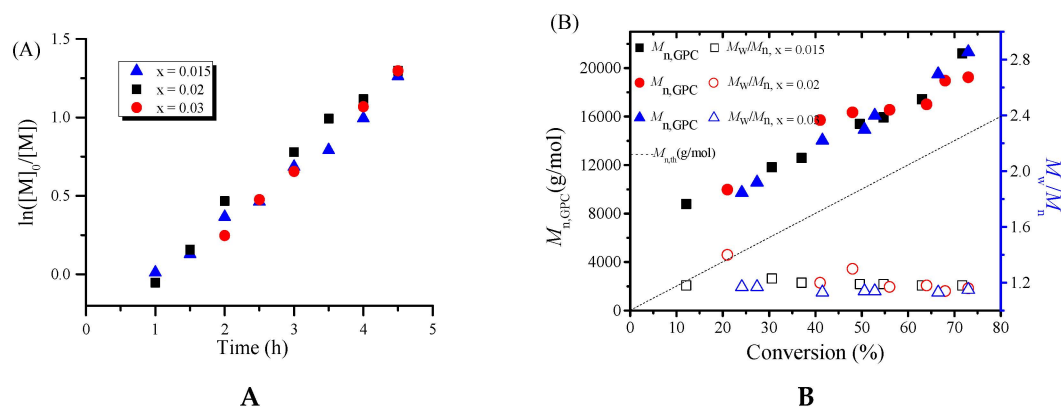 (A)
1.5
1.0
0.5
0.0
ln([M]0/[M])
x = 0.015
x = 0.02
x = 0.03
0 1 2 3 4 5
Time (h)
A
(B)
22000
20000
16000
12000
8000
4000
0
Mn,GPC(g/mol)
Mn,GPC Mw/Mn, x = 0.015
Mn,GPC Mw/Mn, x = 0.02
Mn,GPC Mw/Mn, x = 0.03
Mn,th(g/mol)
2.8
2.4
2.0
1.6
1.2
Mw/Mn
0 10 20 30 40 50 60 70 80
Conversion (%)
B